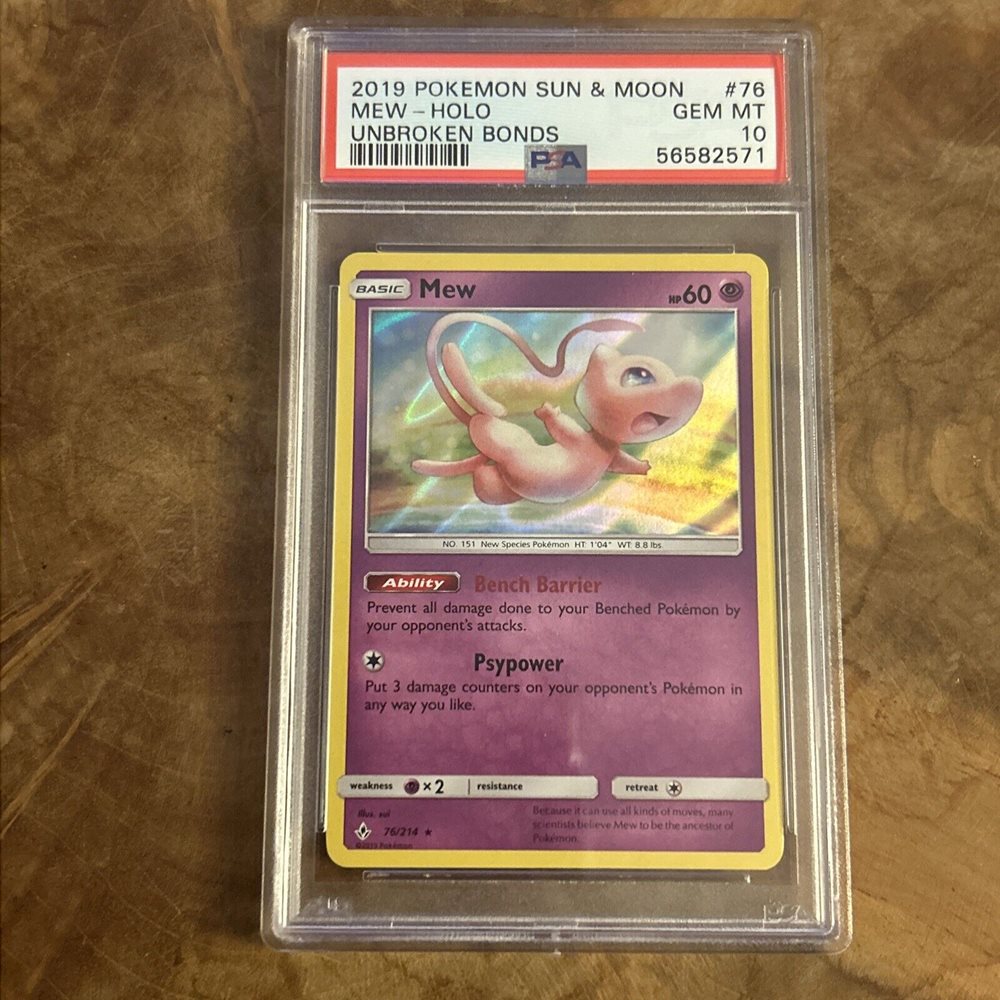 2019 POKEMON SUN & MOON #76
MEW - HOLO GEM MT
UNBROKEN BONDS 10
PSA 56582571
BASIC Mew HP60
NO. 151 New Species Pokémon HT: 1'04" WT: 8.8 lbs.
Ability Bench Barrier
Prevent all damage done to your Benched Pokémon by
your opponent's attacks.
Psypower
Put 3 damage counters on your opponent's Pokémon in
any way you like.
weakness ×2 resistance retreat
Illus. sui
Because it can use all kinds of moves, many
scientists believe Mew to be the ancestor of
Pokémon.
76/214
©2019 Pokémon